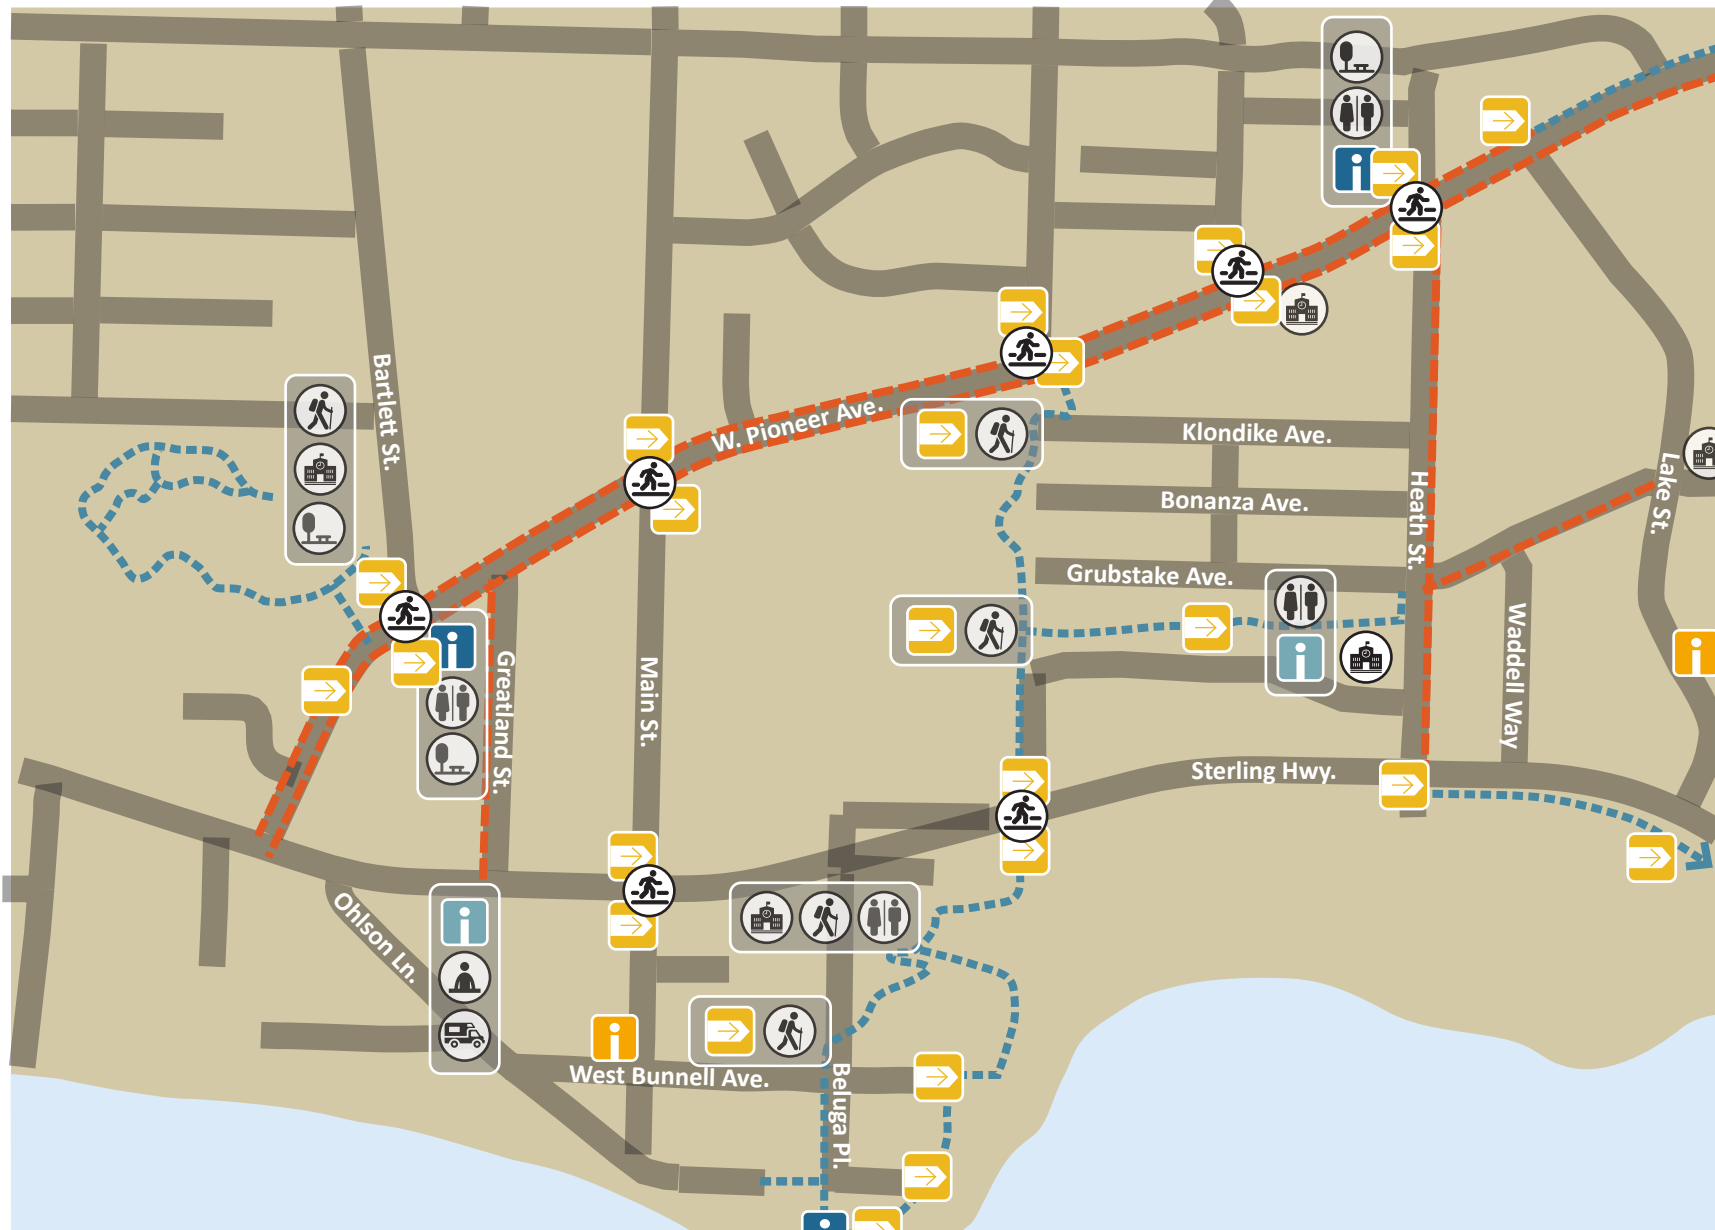 Bartlett St.
W. Pioneer Ave.
Klondike Ave.
Bonanza Ave.
Heath St.
Lake St.
Grubstake Ave.
Waddell Way
Greatland St.
Main St.
Sterling Hwy.
Ohlson Ln.
West Bunnell Ave.
Beluga Pl.